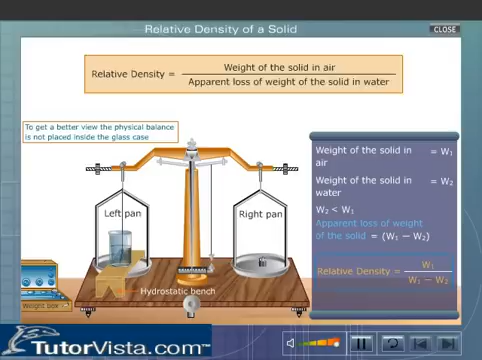 Relative Density of a Solid
CLOSE
Relative Density = Weight of the solid in air
Apparent loss of weight of the solid in water
To get a better view the physical balance
is not placed inside the glass case
Left pan
Right pan
Hydrostatic bench
Weight box
Weight of the solid in = W₁
air
Weight of the solid in = W₂
water
W₂ < W₁
Apparent loss of weight
of the solid = (W₁ − W₂)
Relative Density = W₁
W₁ − W₂
TutorVista.com™